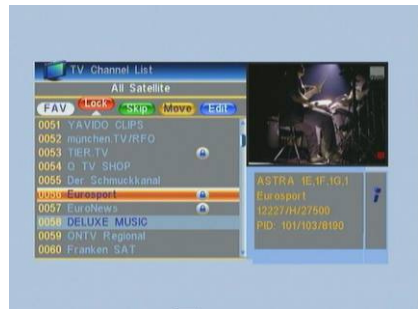 TV Channel List
All Satellite
FAV Lock Skip Move Edit
0051 YAVIDO CLIPS
0052 münchen.TV/RFO
0053 TIER.TV
0054 O TV SHOP
0055 Der Schmuckkanal
0056 Eurosport
0057 EuroNews
0058 DELUXE MUSIC
0059 ONTV Regional
0060 Franken SAT
ASTRA 1E,1F,1G,1
Eurosport
12227/H/27500
PID: 101/103/8190
i